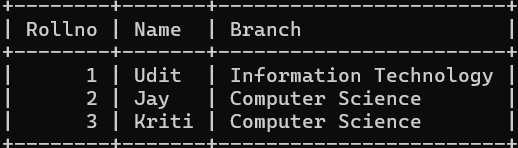 +--------+-------+------------------------+
| Rollno | Name  | Branch                 |
+--------+-------+------------------------+
|      1 | Udit  | Information Technology |
|      2 | Jay   | Computer Science       |
|      3 | Kriti | Computer Science       |
+--------+-------+------------------------+